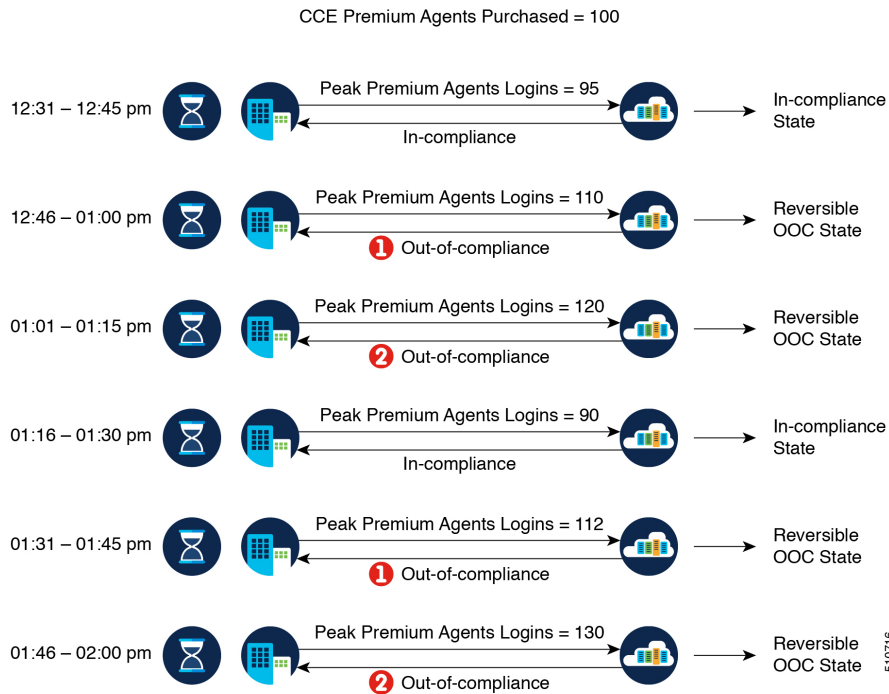 CCE Premium Agents Purchased = 100
12:31 – 12:45 pm
Peak Premium Agents Logins = 95
In-compliance
In-compliance
State
12:46 – 01:00 pm
Peak Premium Agents Logins = 110
1 Out-of-compliance
Reversible
OOC State
01:01 – 01:15 pm
Peak Premium Agents Logins = 120
2 Out-of-compliance
Reversible
OOC State
01:16 – 01:30 pm
Peak Premium Agents Logins = 90
In-compliance
In-compliance
State
01:31 – 01:45 pm
Peak Premium Agents Logins = 112
1 Out-of-compliance
Reversible
OOC State
01:46 – 02:00 pm
Peak Premium Agents Logins = 130
2 Out-of-compliance
Reversible
OOC State
510716